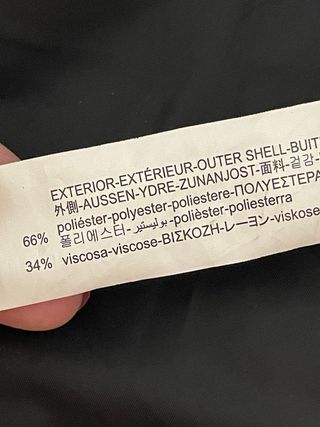 EXTERIOR-EXTÉRIEUR-OUTER SHELL-BUIT
外側-AUSSEN-YDRE-ZUNANJOST-面料-겉감-
66% poliéster-polyester-poliestere-ΠΟΛΥΕΣΤΕΡΑ
폴리에스터-بوليستير-polièster-poliesterra
34% viscosa-viscose-ΒΙΣΚΟΖΗ-レーヨン-viskose